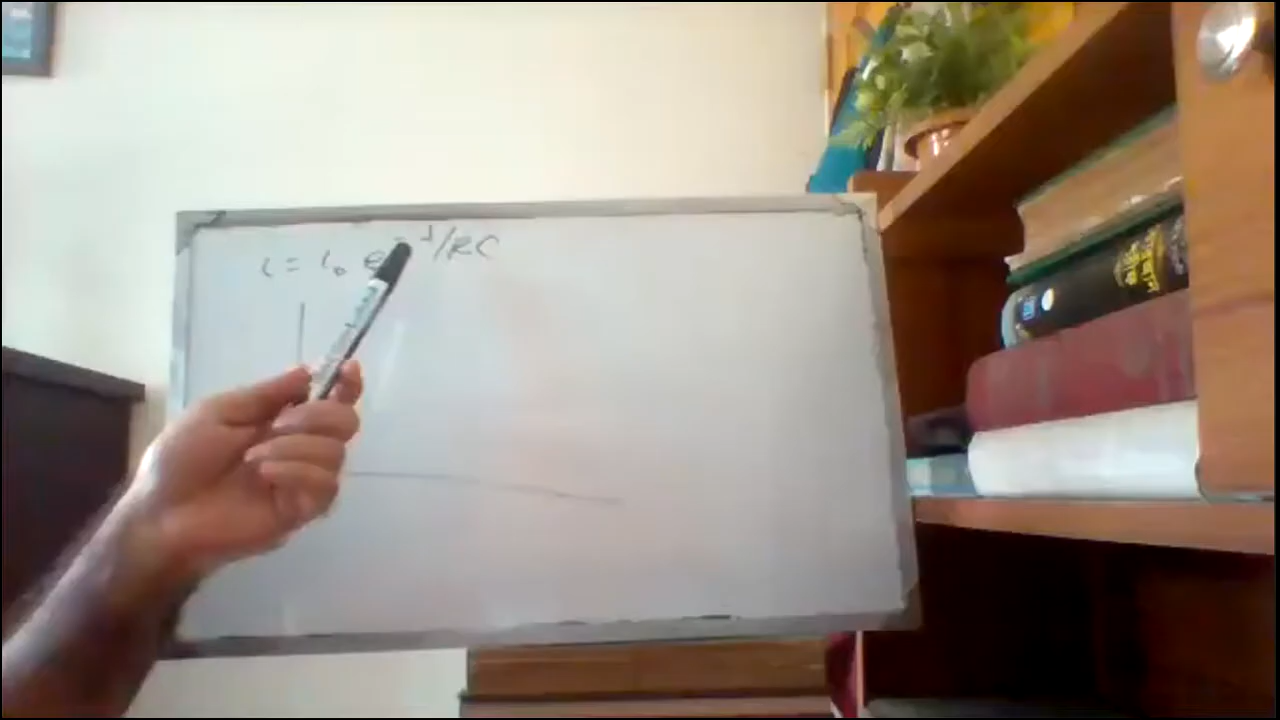 i = i₀ e^-t/RC